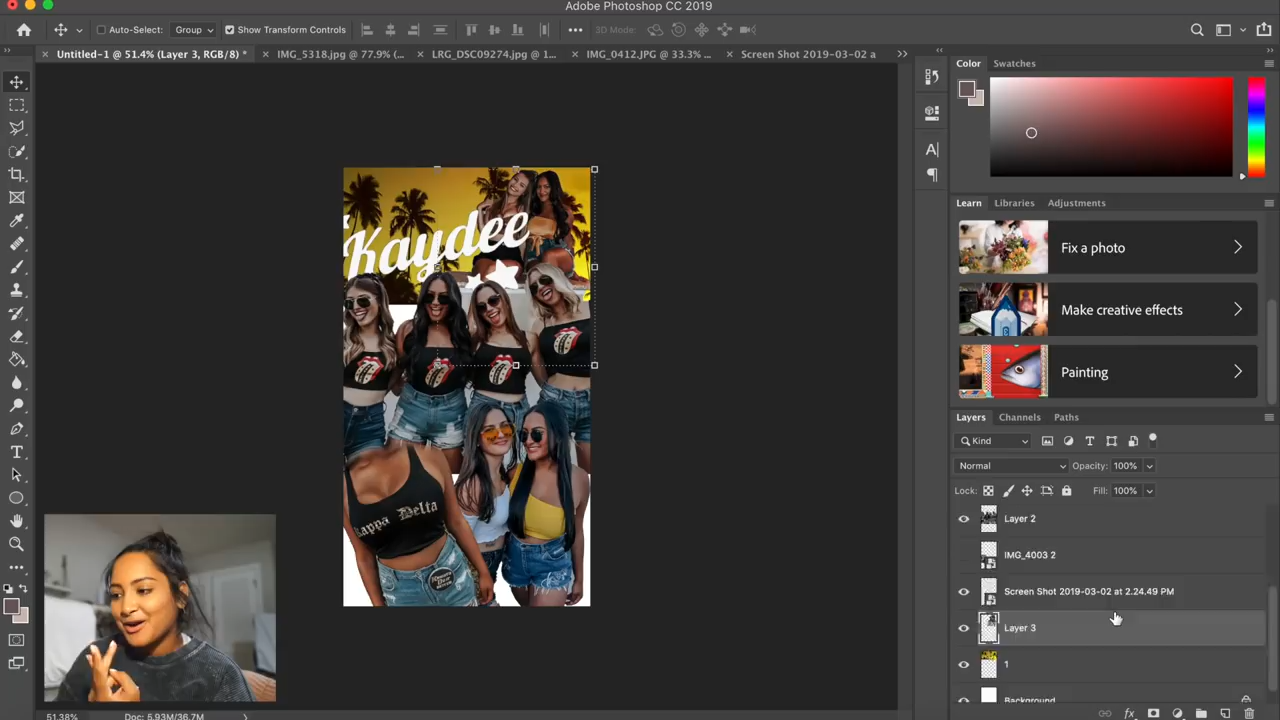 Adobe Photoshop CC 2019
Auto-Select: Group Show Transform Controls 3D Mode:
Untitled-1 @ 51.4% (Layer 3, RGB/8) * IMG_5318.jpg @ 77.9% (... LRG_DSC09274.jpg @ 1... IMG_0412.JPG @ 33.3% ... Screen Shot 2019-03-02 a
Color Swatches
Learn Libraries Adjustments
Fix a photo
Make creative effects
Painting
Layers Channels Paths
Kind
Normal Opacity: 100%
Lock: Fill: 100%
Layer 2
IMG_4003 2
Screen Shot 2019-03-02 at 2.24.49 PM
Layer 3
1
Background
Kaydee
Kappa Delta
51.38% Doc: 5.93M/36.7M